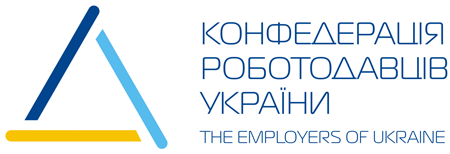 КОНФЕДЕРАЦІЯ
РОБОТОДАВЦІВ
УКРАЇНИ
THE EMPLOYERS OF UKRAINE